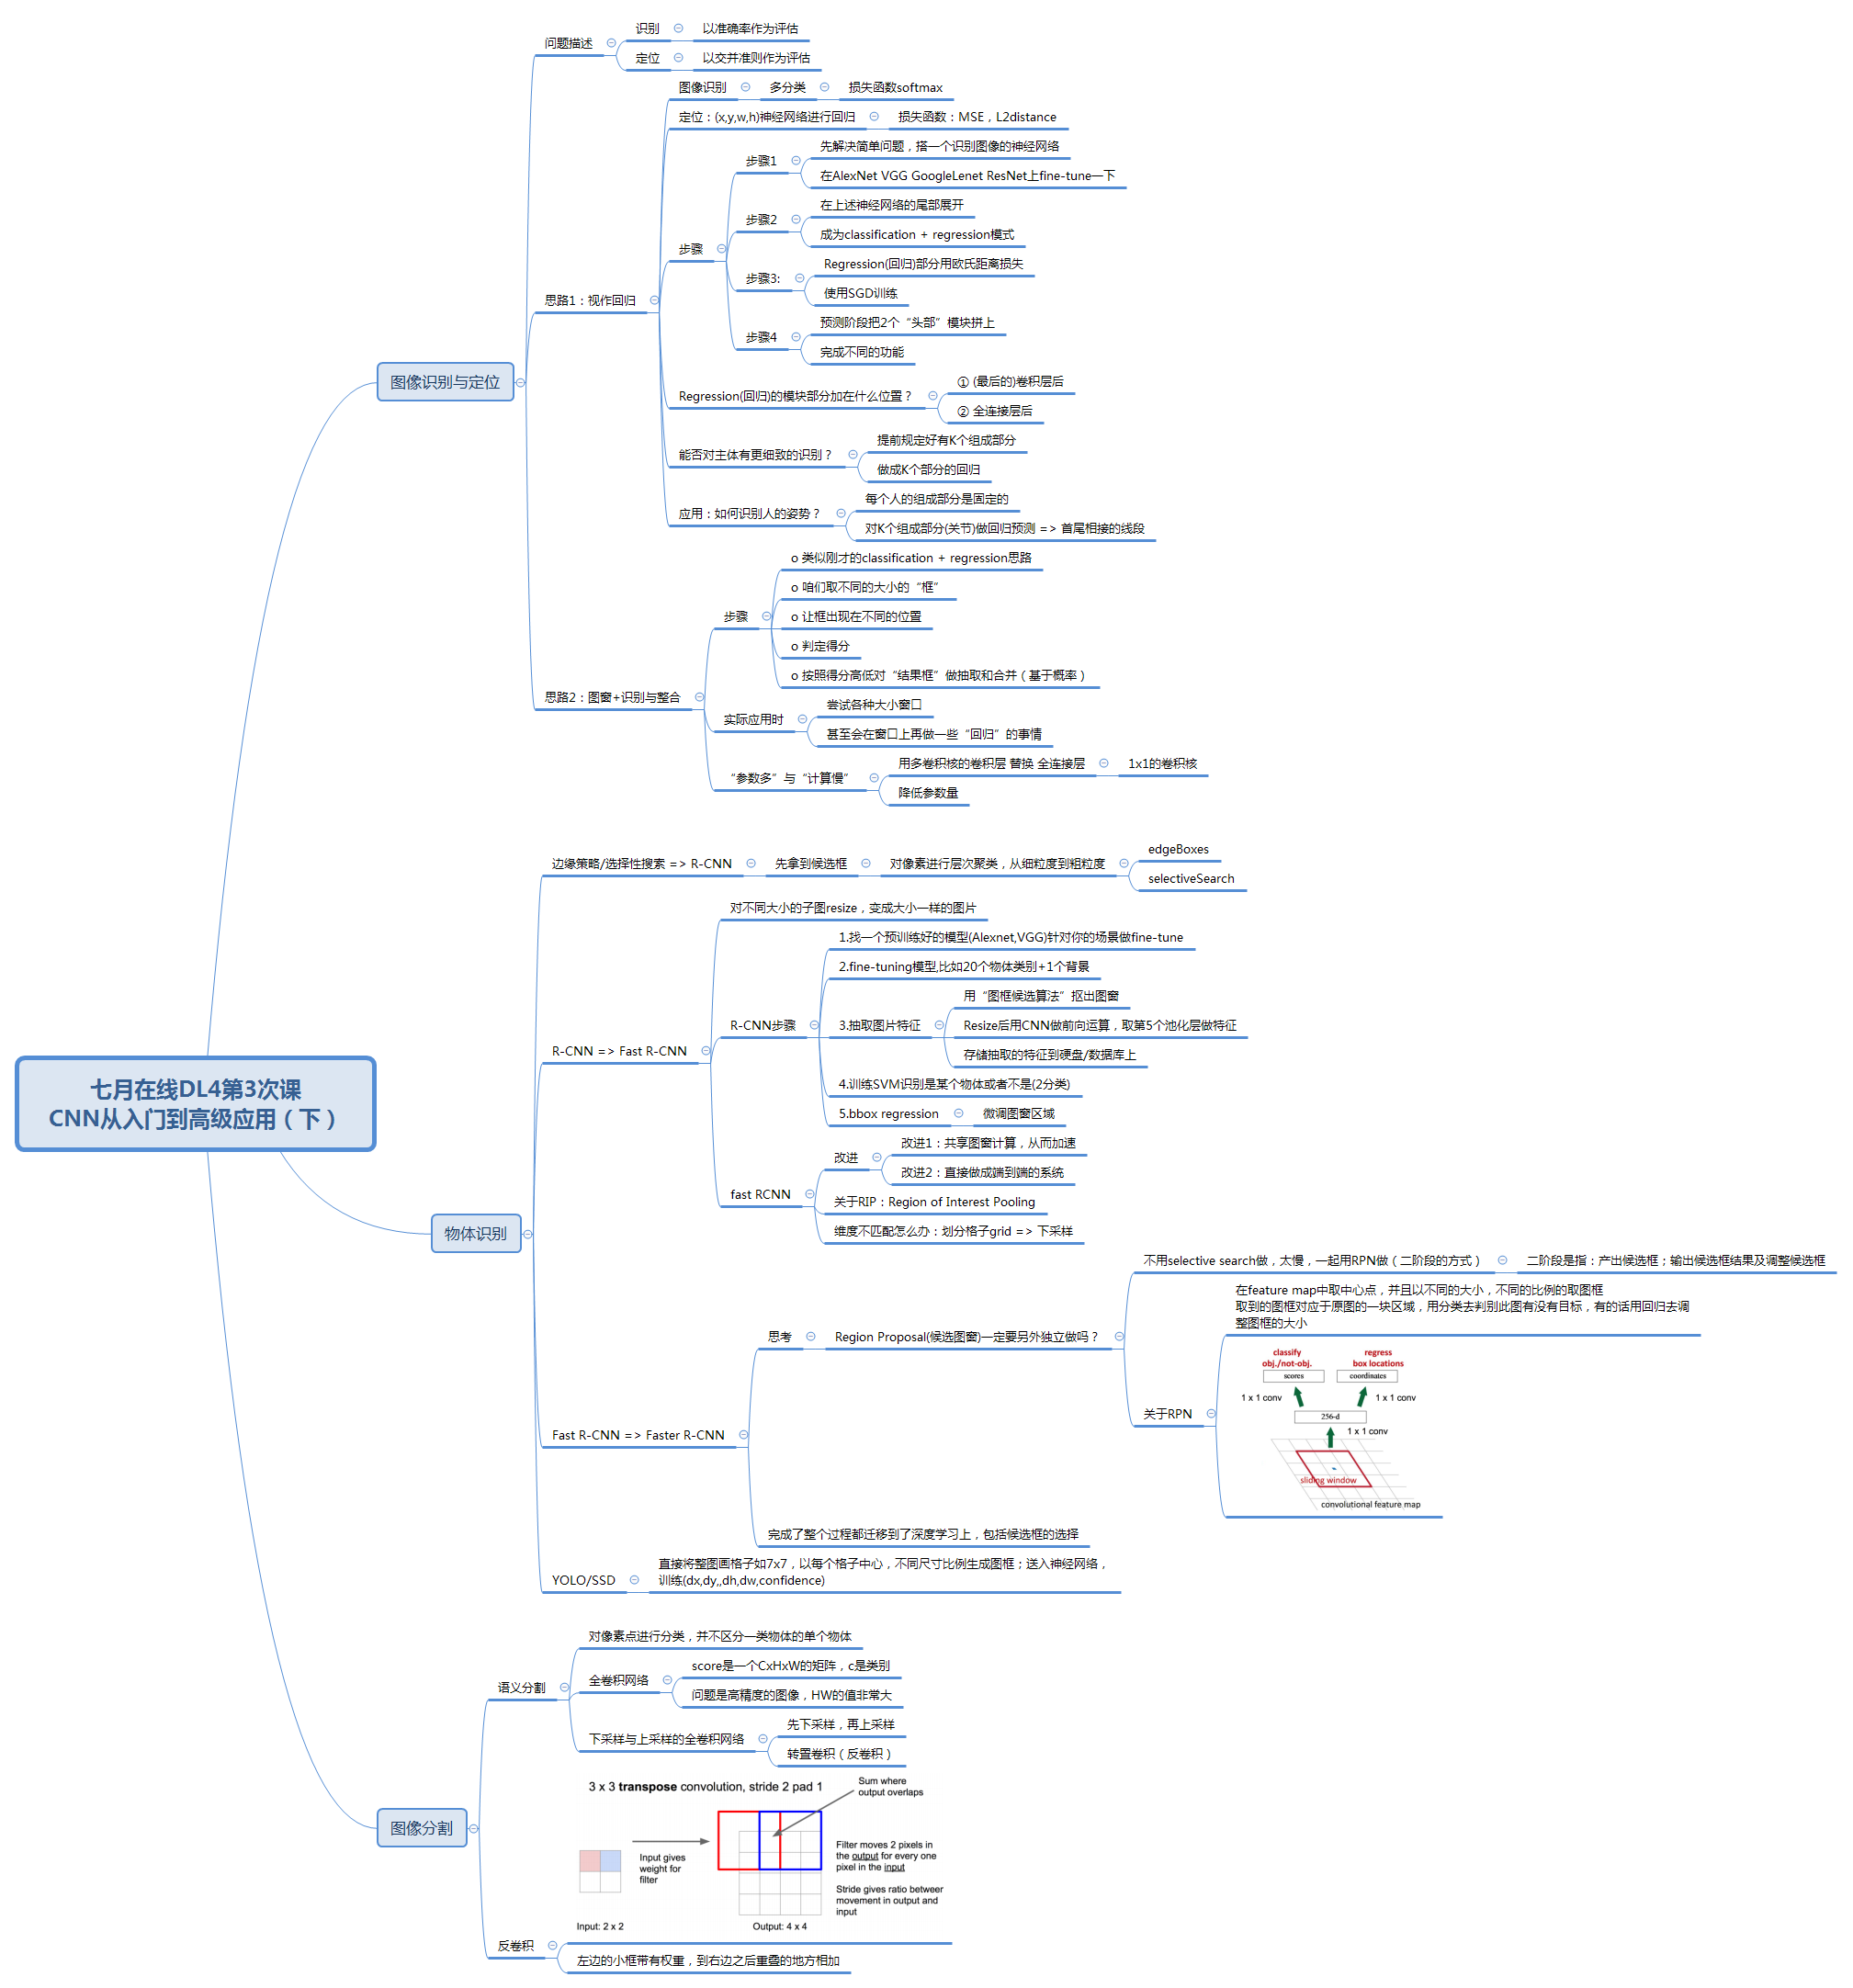 七月在线DL4第3次课
CNN从入门到高级应用（下）
图像识别与定位
问题描述
识别
以准确率作为评估
定位
以交并准则作为评估
思路1：视作回归
图像识别
多分类
损失函数softmax
定位：(x,y,w,h)神经网络进行回归
损失函数：MSE，L2distance
步骤
步骤1
先解决简单问题，搭一个识别图像的神经网络
在AlexNet VGG GoogleLenet ResNet上fine-tune一下
步骤2
在上述神经网络的尾部展开
成为classification + regression模式
步骤3:
Regression(回归)部分用欧氏距离损失
使用SGD训练
步骤4
预测阶段把2个“头部”模块拼上
完成不同的功能
Regression(回归)的模块部分加在什么位置？
① (最后的)卷积层后
② 全连接层后
能否对主体有更细致的识别？
提前规定好有K个组成部分
做成K个部分的回归
应用：如何识别人的姿势？
每个人的组成部分是固定的
对K个组成部分(关节)做回归预测 => 首尾相接的线段
思路2：图窗+识别与整合
步骤
o 类似刚才的classification + regression思路
o 咱们取不同的大小的“框”
o 让框出现在不同的位置
o 判定得分
o 按照得分高低对“结果框”做抽取和合并（基于概率）
实际应用时
尝试各种大小窗口
甚至会在窗口上再做一些“回归”的事情
“参数多”与“计算慢”
用多卷积核的卷积层 替换 全连接层
1x1的卷积核
降低参数量
物体识别
边缘策略/选择性搜索 => R-CNN
先拿到候选框
对像素进行层次聚类，从细粒度到粗粒度
edgeBoxes
selectiveSearch
R-CNN => Fast R-CNN
对不同大小的子图resize，变成大小一样的图片
R-CNN步骤
1.找一个预训练好的模型(Alexnet,VGG)针对你的场景做fine-tune
2.fine-tuning模型,比如20个物体类别+1个背景
3.抽取图片特征
用“图框候选算法”抠出图窗
Resize后用CNN做前向运算，取第5个池化层做特征
存储抽取的特征到硬盘/数据库上
4.训练SVM识别是某个物体或者不是(2分类)
5.bbox regression
微调图窗区域
fast RCNN
改进
改进1：共享图窗计算，从而加速
改进2：直接做成端到端的系统
关于RIP：Region of Interest Pooling
维度不匹配怎么办：划分格子grid => 下采样
Fast R-CNN => Faster R-CNN
思考
Region Proposal(候选图窗)一定要另外独立做吗？
不用selective search做，太慢，一起用RPN做（二阶段的方式）
二阶段是指：产出候选框；输出候选框结果及调整候选框
关于RPN
在feature map中取中心点，并且以不同的大小，不同的比例的取图框
取到的图框对应于原图的一块区域，用分类去判别此图有没有目标，有的话用回归去调
整图框的大小
classify
obj./not-obj.
regress
box locations
scores
coordinates
1 x 1 conv
1 x 1 conv
256-d
1 x 1 conv
sliding window
convolutional feature map
完成了整个过程都迁移到了深度学习上，包括候选框的选择
YOLO/SSD
直接将整图画格子如7x7，以每个格子中心，不同尺寸比例生成图框；送入神经网络，
训练(dx,dy,,dh,dw,confidence)
图像分割
语义分割
对像素点进行分类，并不区分一类物体的单个物体
全卷积网络
score是一个CxHxW的矩阵，c是类别
问题是高精度的图像，HW的值非常大
下采样与上采样的全卷积网络
先下采样，再上采样
转置卷积（反卷积）
反卷积
3 x 3 transpose convolution, stride 2 pad 1
Sum where
output overlaps
Input gives
weight for
filter
Filter moves 2 pixels in
the output for every one
pixel in the input
Stride gives ratio between
movement in output and
input
Input: 2 x 2
Output: 4 x 4
左边的小框带有权重，到右边之后重叠的地方相加